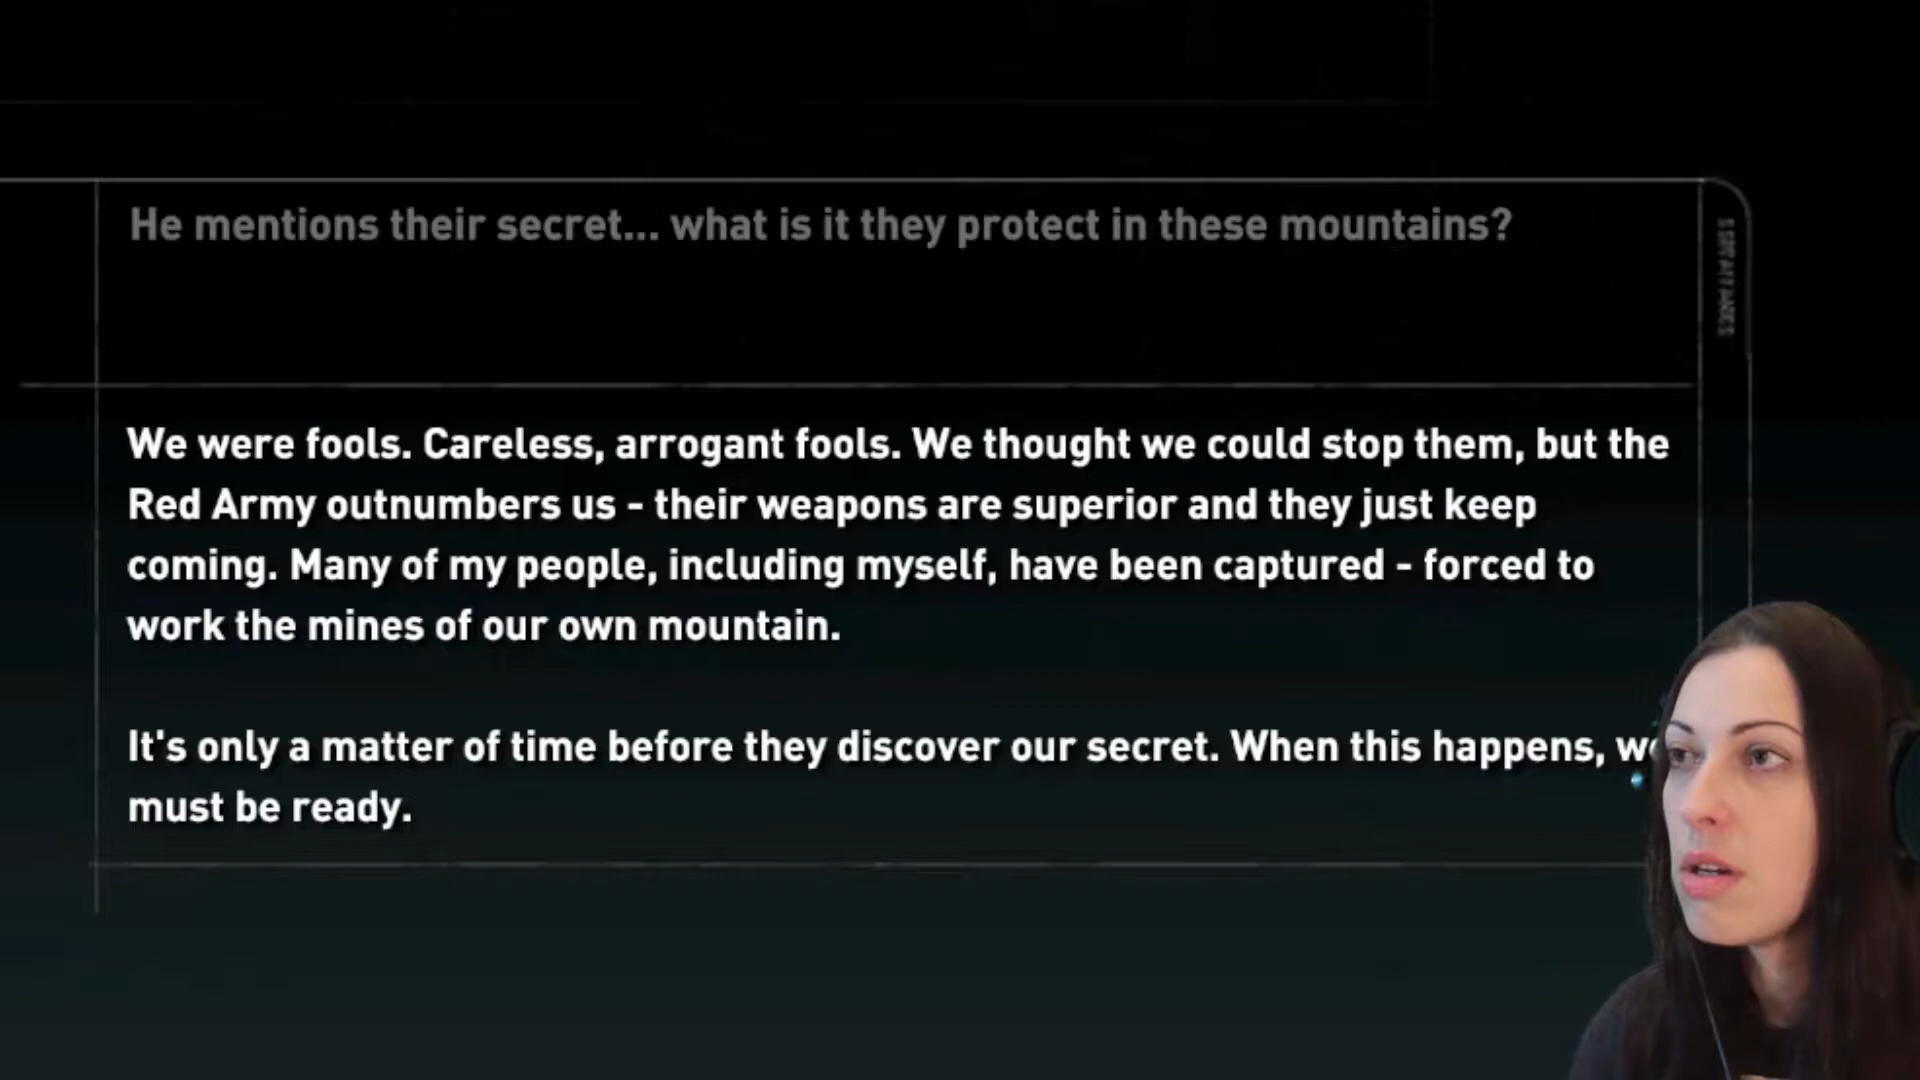 He mentions their secret... what is it they protect in these mountains?
We were fools. Careless, arrogant fools. We thought we could stop them, but the
Red Army outnumbers us - their weapons are superior and they just keep
coming. Many of my people, including myself, have been captured - forced to
work the mines of our own mountain.
It's only a matter of time before they discover our secret. When this happens, we
must be ready.